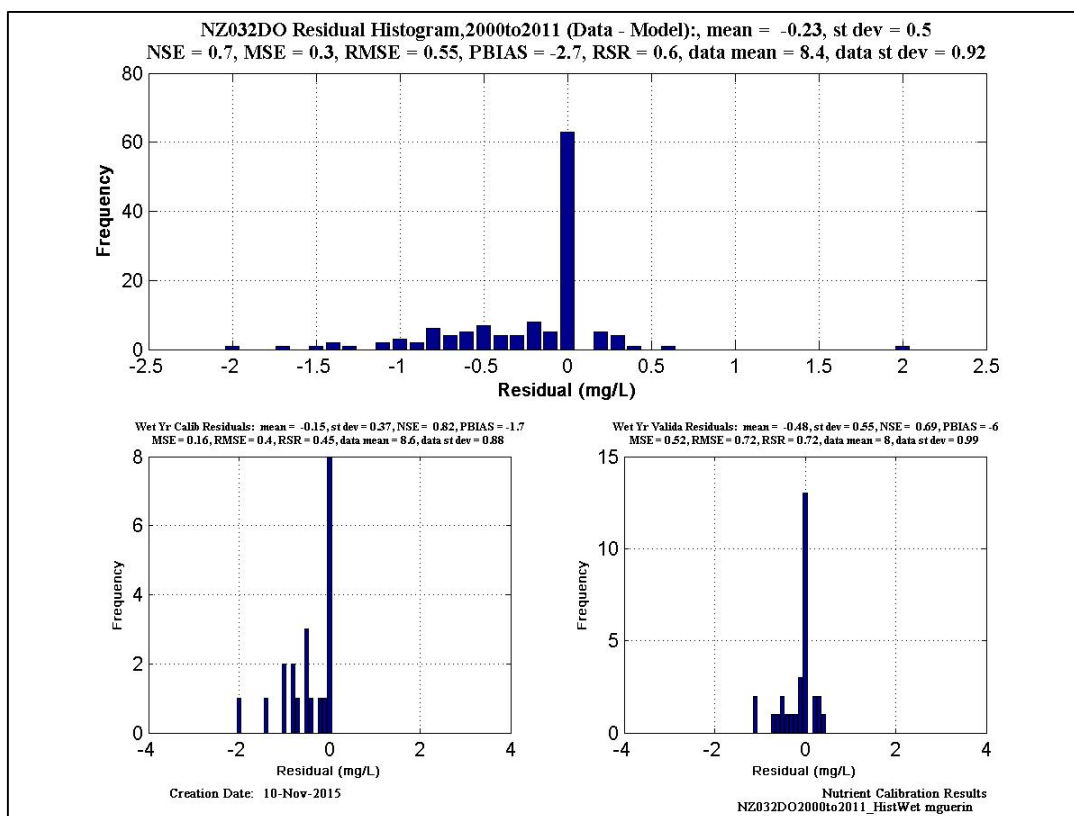 NZ032DO Residual Histogram,2000to2011 (Data - Model):, mean =  -0.23, st dev = 0.5
NSE = 0.7, MSE = 0.3, RMSE = 0.55, PBIAS = -2.7, RSR = 0.6, data mean = 8.4, data st dev = 0.92
80
60
40
20
0
Frequency
-2.5 -2 -1.5 -1 -0.5 0 0.5 1 1.5 2 2.5
Residual (mg/L)
Wet Yr Calib Residuals:  mean =  -0.15, st dev = 0.37, NSE = 0.82, PBIAS = -1.7
MSE = 0.16, RMSE = 0.4, RSR = 0.45, data mean = 8.6, data st dev = 0.88
8
6
4
2
0
Frequency
-4 -2 0 2 4
Residual (mg/L)
Wet Yr Valida Residuals:  mean =  -0.48, st dev = 0.55, NSE = 0.69, PBIAS = -6
MSE = 0.52, RMSE = 0.72, RSR = 0.72, data mean = 8, data st dev = 0.99
15
10
5
0
Frequency
-4 -2 0 2 4
Residual (mg/L)
Creation Date:  10-Nov-2015
Nutrient Calibration Results
NZ032DO2000to2011_HistWet mguerin